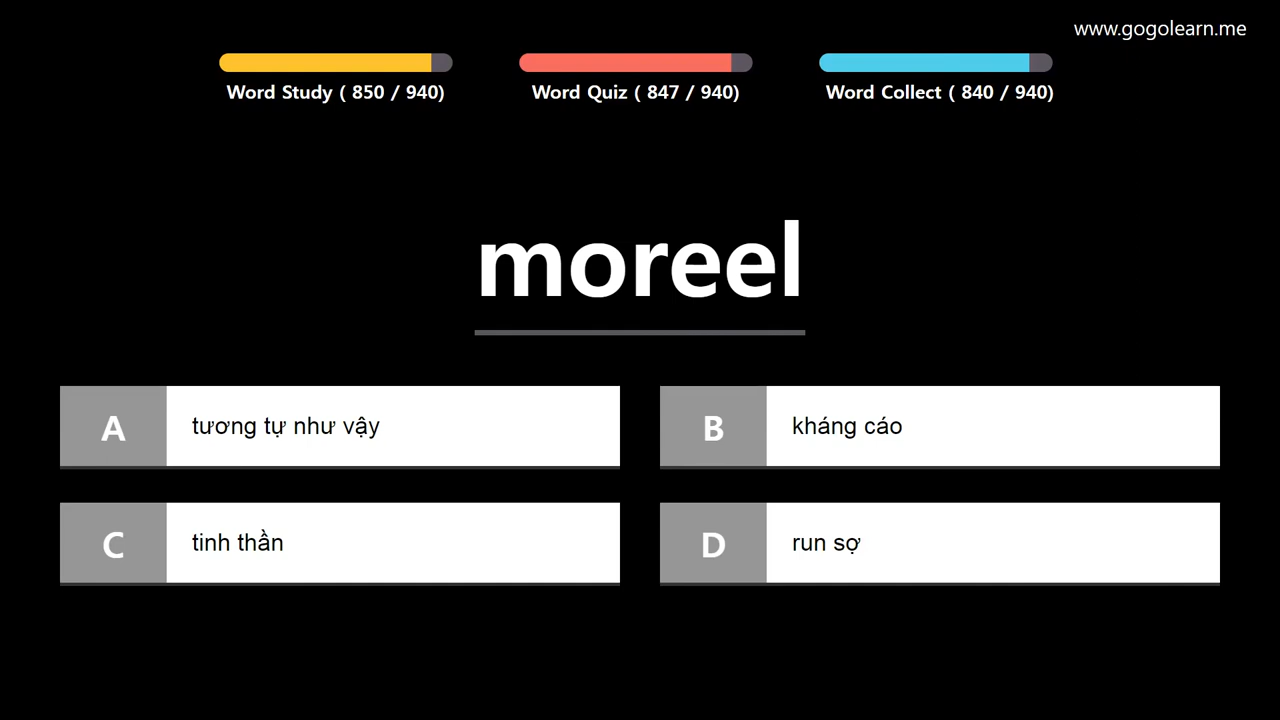 www.gogolearn.me
Word Study ( 850 / 940)
Word Quiz ( 847 / 940)
Word Collect ( 840 / 940)
moreel
A
tương tự như vậy
B
kháng cáo
C
tinh thần
D
run sợ